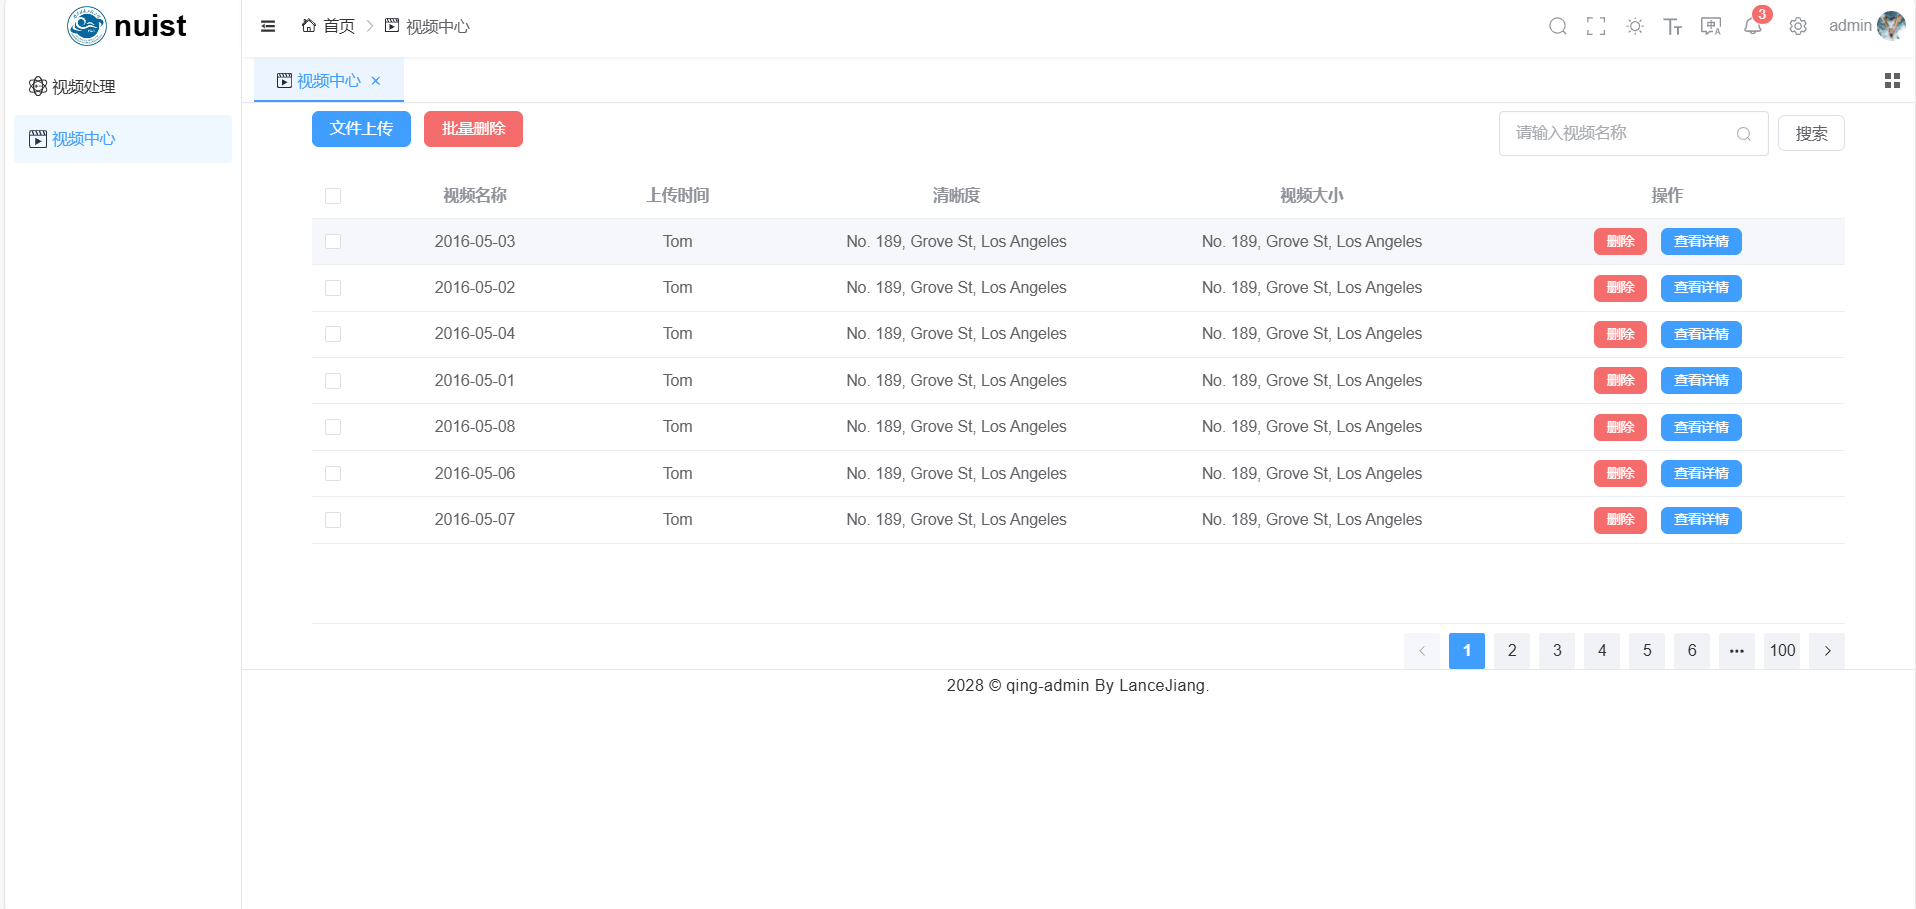 nuist
首页
视频中心
3
admin
视频处理
视频中心
视频中心
文件上传
批量删除
请输入视频名称
搜索
视频名称 上传时间 清晰度 视频大小 操作
2016-05-03 Tom No. 189, Grove St, Los Angeles No. 189, Grove St, Los Angeles 删除 查看详情
2016-05-02 Tom No. 189, Grove St, Los Angeles No. 189, Grove St, Los Angeles 删除 查看详情
2016-05-04 Tom No. 189, Grove St, Los Angeles No. 189, Grove St, Los Angeles 删除 查看详情
2016-05-01 Tom No. 189, Grove St, Los Angeles No. 189, Grove St, Los Angeles 删除 查看详情
2016-05-08 Tom No. 189, Grove St, Los Angeles No. 189, Grove St, Los Angeles 删除 查看详情
2016-05-06 Tom No. 189, Grove St, Los Angeles No. 189, Grove St, Los Angeles 删除 查看详情
2016-05-07 Tom No. 189, Grove St, Los Angeles No. 189, Grove St, Los Angeles 删除 查看详情
1 2 3 4 5 6 ••• 100
2028 © qing-admin By LanceJiang.